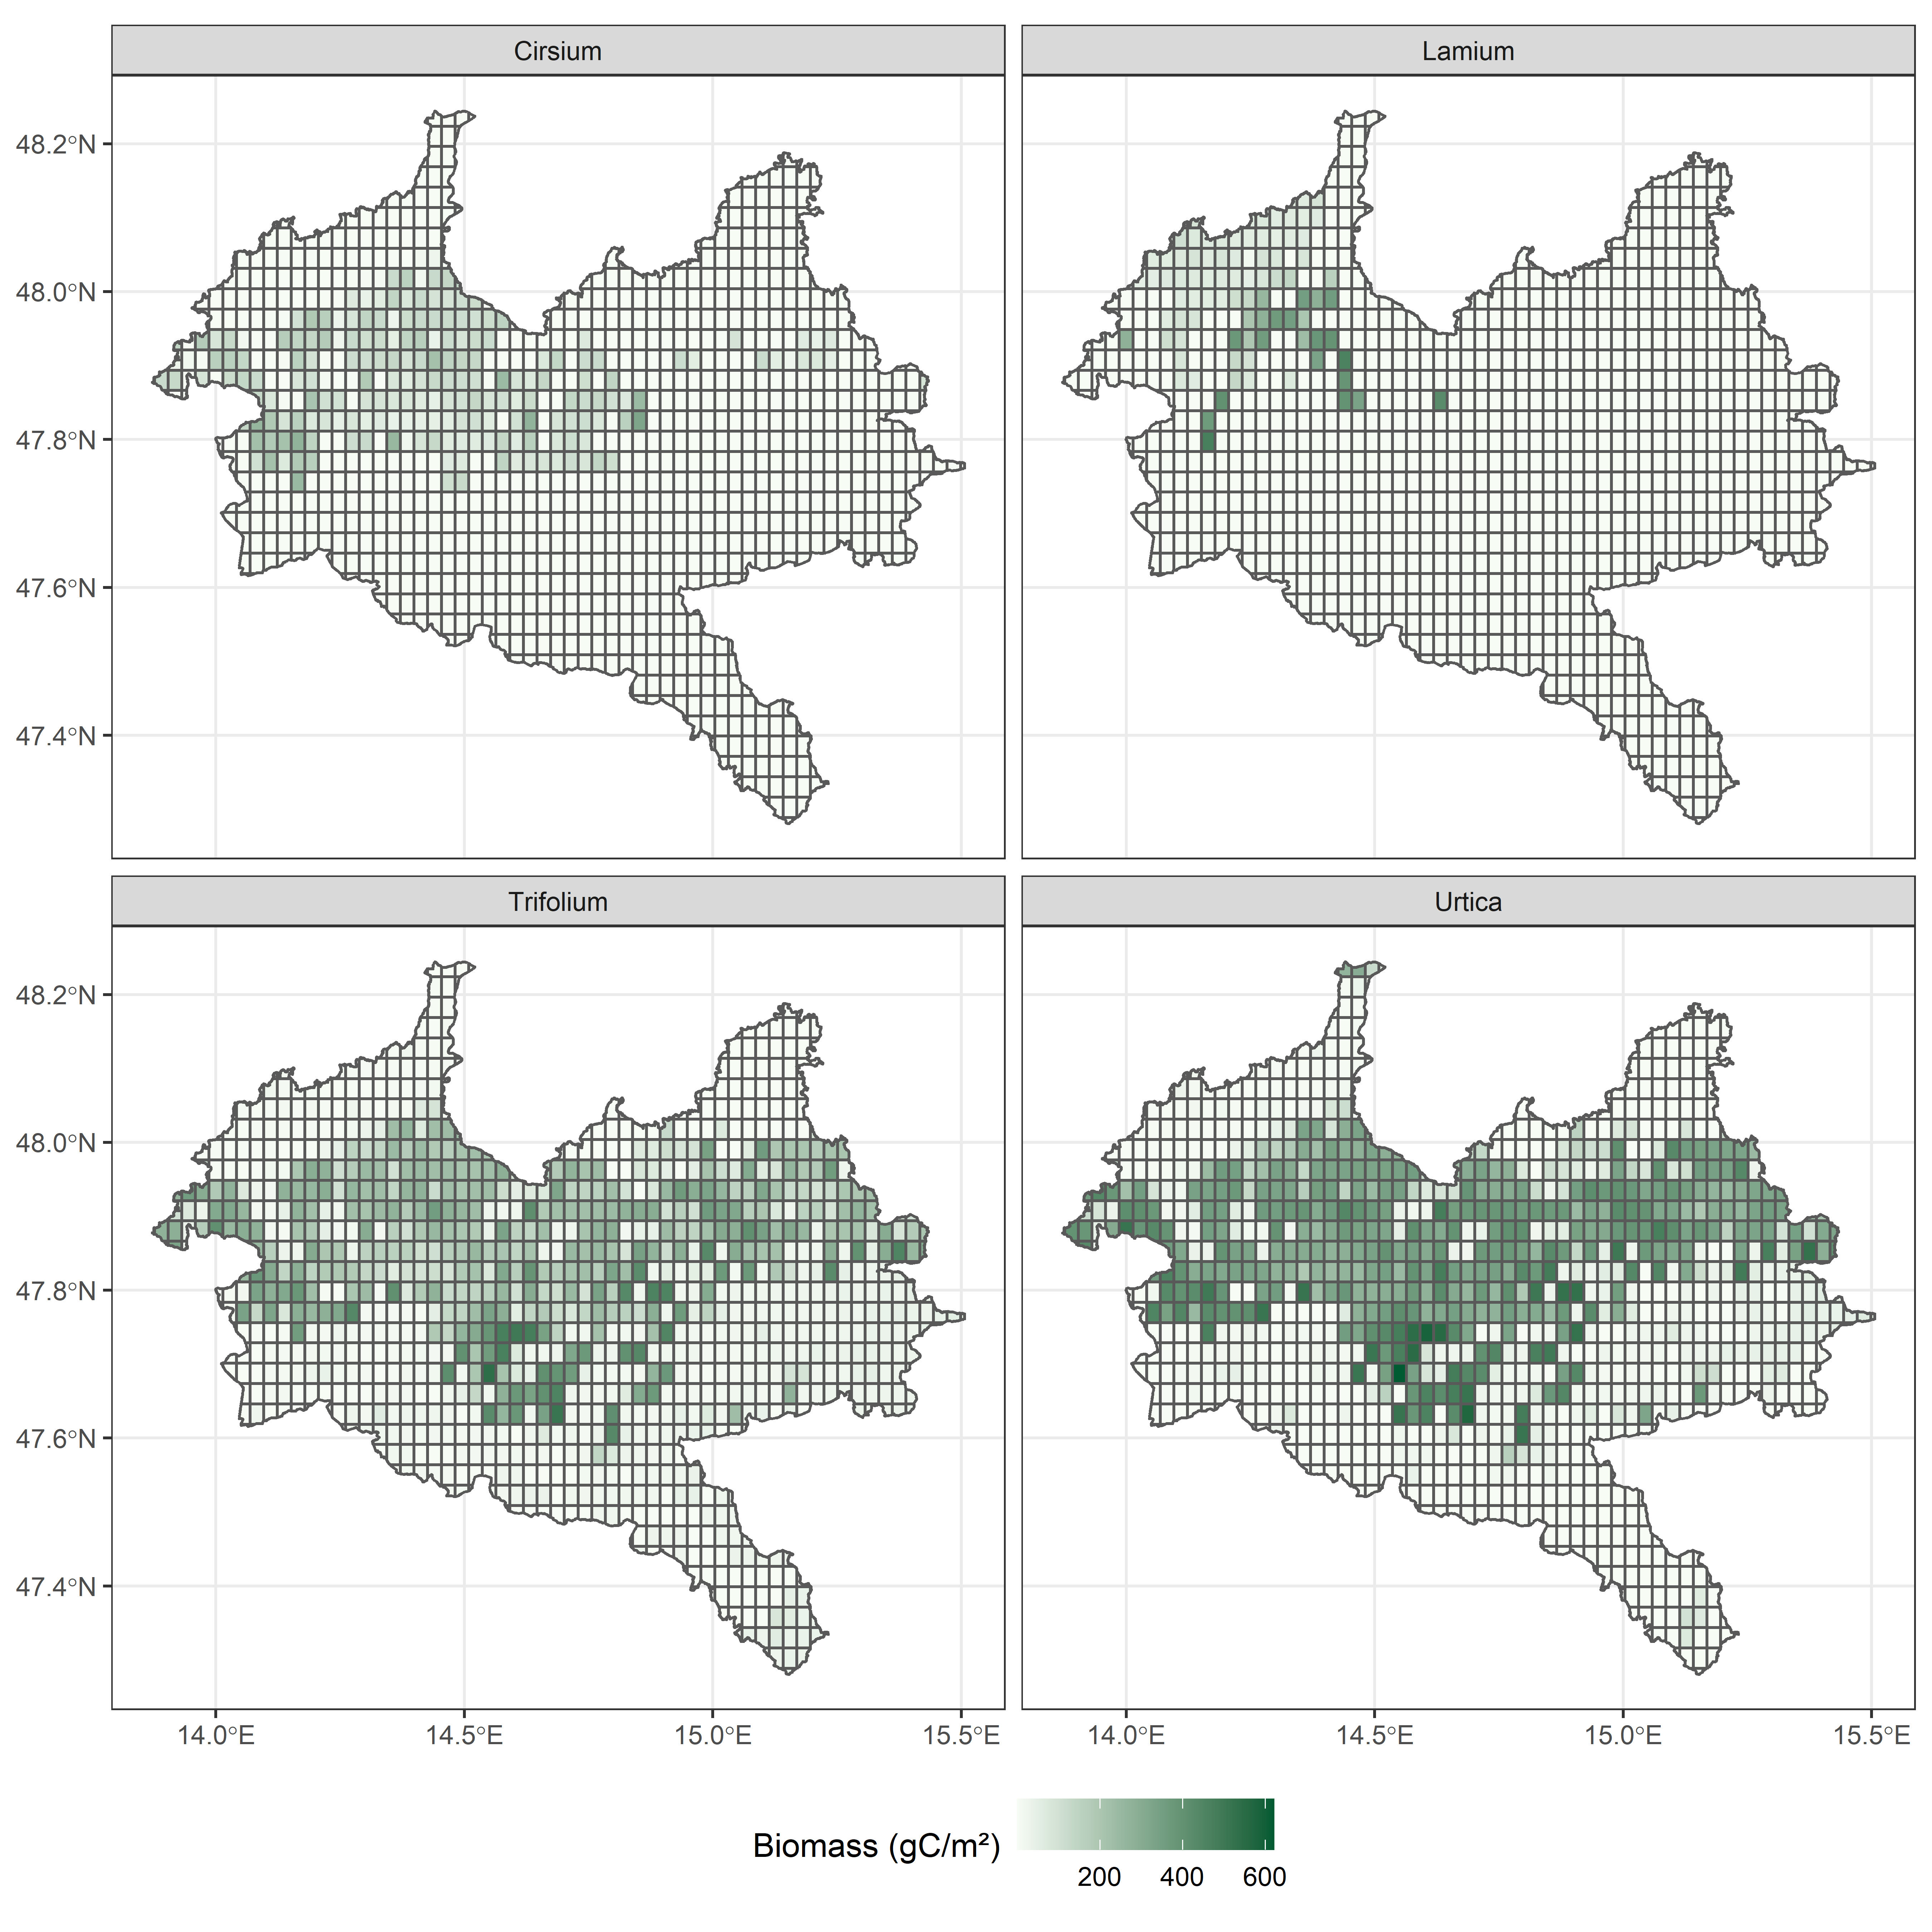 Cirsium
Lamium
48.2°N
48.0°N
47.8°N
47.6°N
47.4°N
Trifolium
Urtica
48.2°N
48.0°N
47.8°N
47.6°N
47.4°N
14.0°E
14.5°E
15.0°E
15.5°E
14.0°E
14.5°E
15.0°E
15.5°E
Biomass (gC/m²)
200
400
600